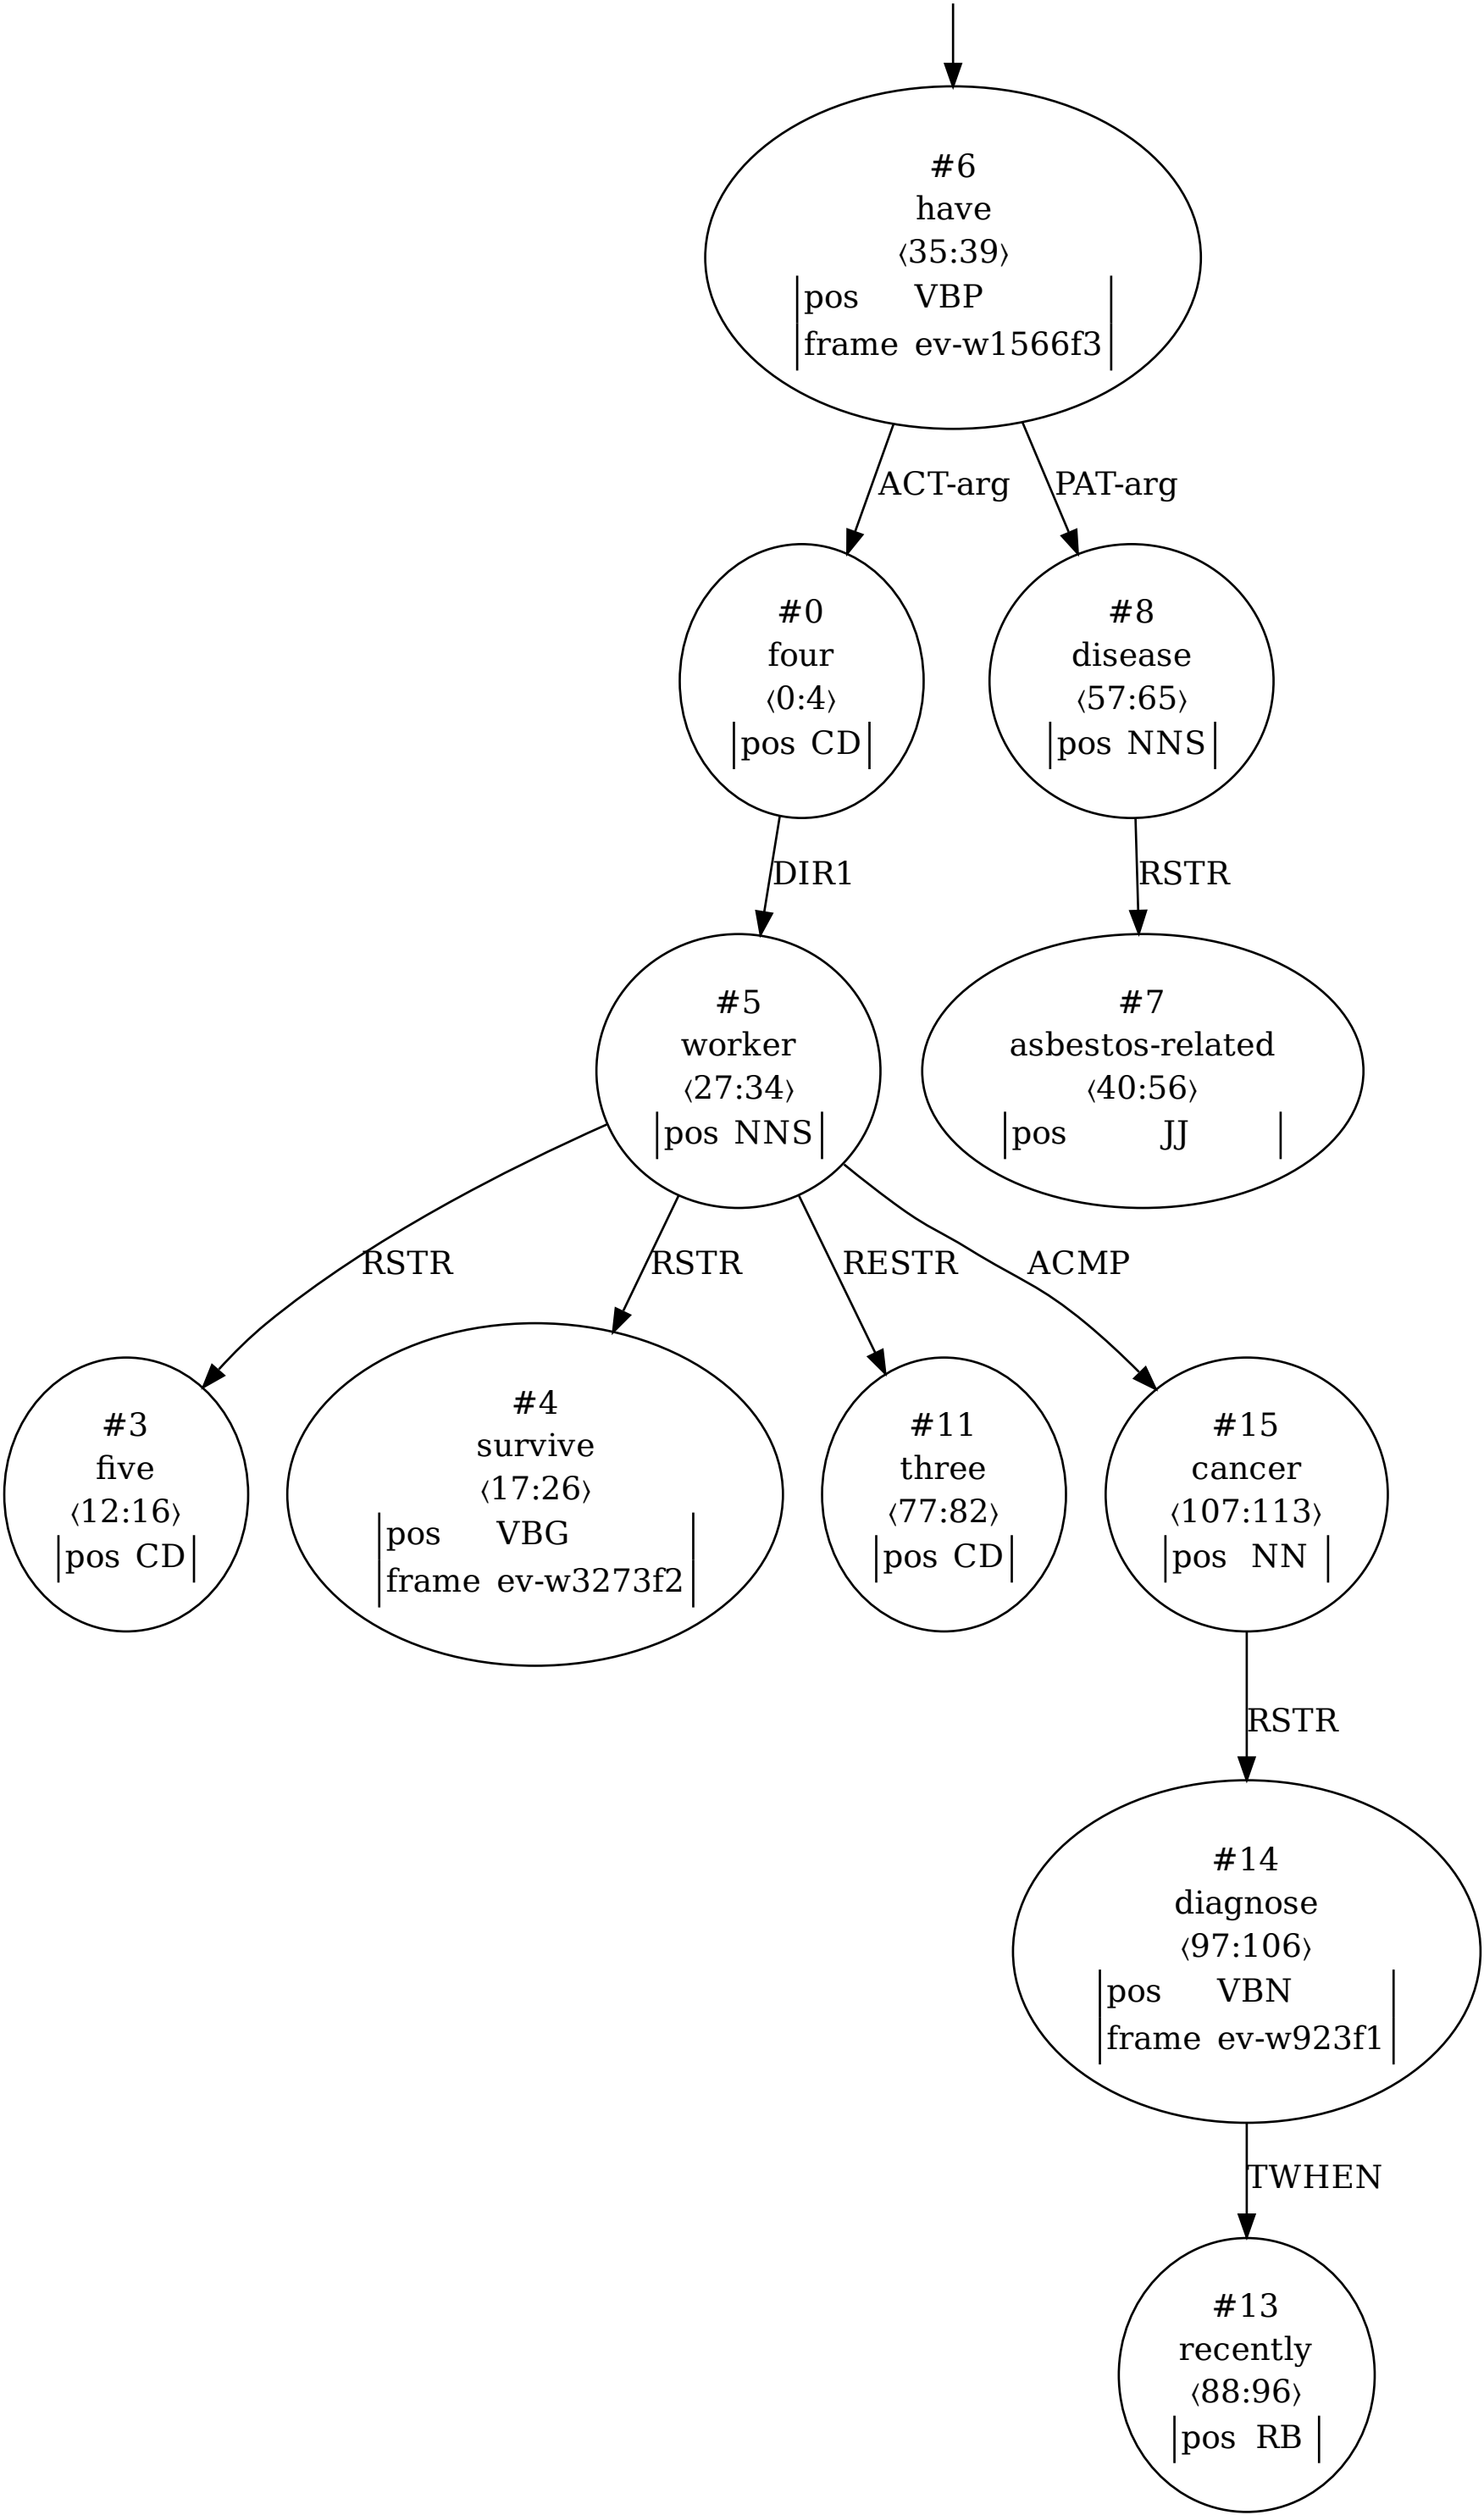 #6
have
⟨35:39⟩
pos VBP
frame ev-w1566f3
ACT-arg
PAT-arg
#0
four
⟨0:4⟩
pos CD
#8
disease
⟨57:65⟩
pos NNS
DIR1
RSTR
#5
worker
⟨27:34⟩
pos NNS
#7
asbestos-related
⟨40:56⟩
pos JJ
RSTR
RSTR
RESTR
ACMP
#3
five
⟨12:16⟩
pos CD
#4
survive
⟨17:26⟩
pos VBG
frame ev-w3273f2
#11
three
⟨77:82⟩
pos CD
#15
cancer
⟨107:113⟩
pos NN
RSTR
#14
diagnose
⟨97:106⟩
pos VBN
frame ev-w923f1
TWHEN
#13
recently
⟨88:96⟩
pos RB